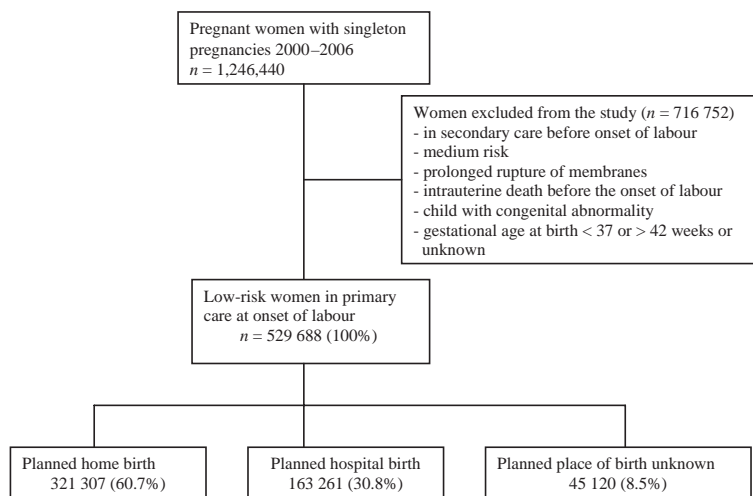 Pregnant women with singleton
pregnancies 2000–2006
n = 1,246,440
Women excluded from the study (n = 716 752)
- in secondary care before onset of labour
- medium risk
- prolonged rupture of membranes
- intrauterine death before the onset of labour
- child with congenital abnormality
- gestational age at birth < 37 or > 42 weeks or
unknown
Low-risk women in primary
care at onset of labour
n = 529 688 (100%)
Planned home birth
321 307 (60.7%)
Planned hospital birth
163 261 (30.8%)
Planned place of birth unknown
45 120 (8.5%)